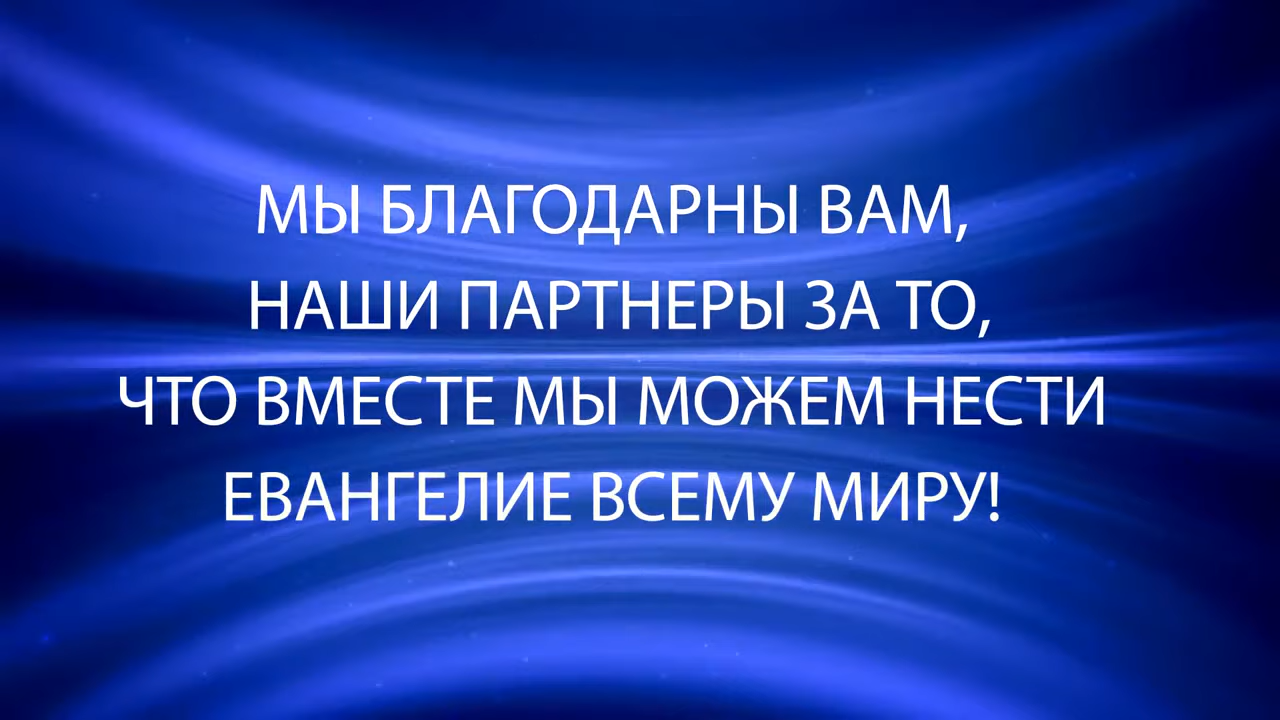 МЫ БЛАГОДАРНЫ ВАМ,
НАШИ ПАРТНЕРЫ ЗА ТО,
ЧТО ВМЕСТЕ МЫ МОЖЕМ НЕСТИ
ЕВАНГЕЛИЕ ВСЕМУ МИРУ!